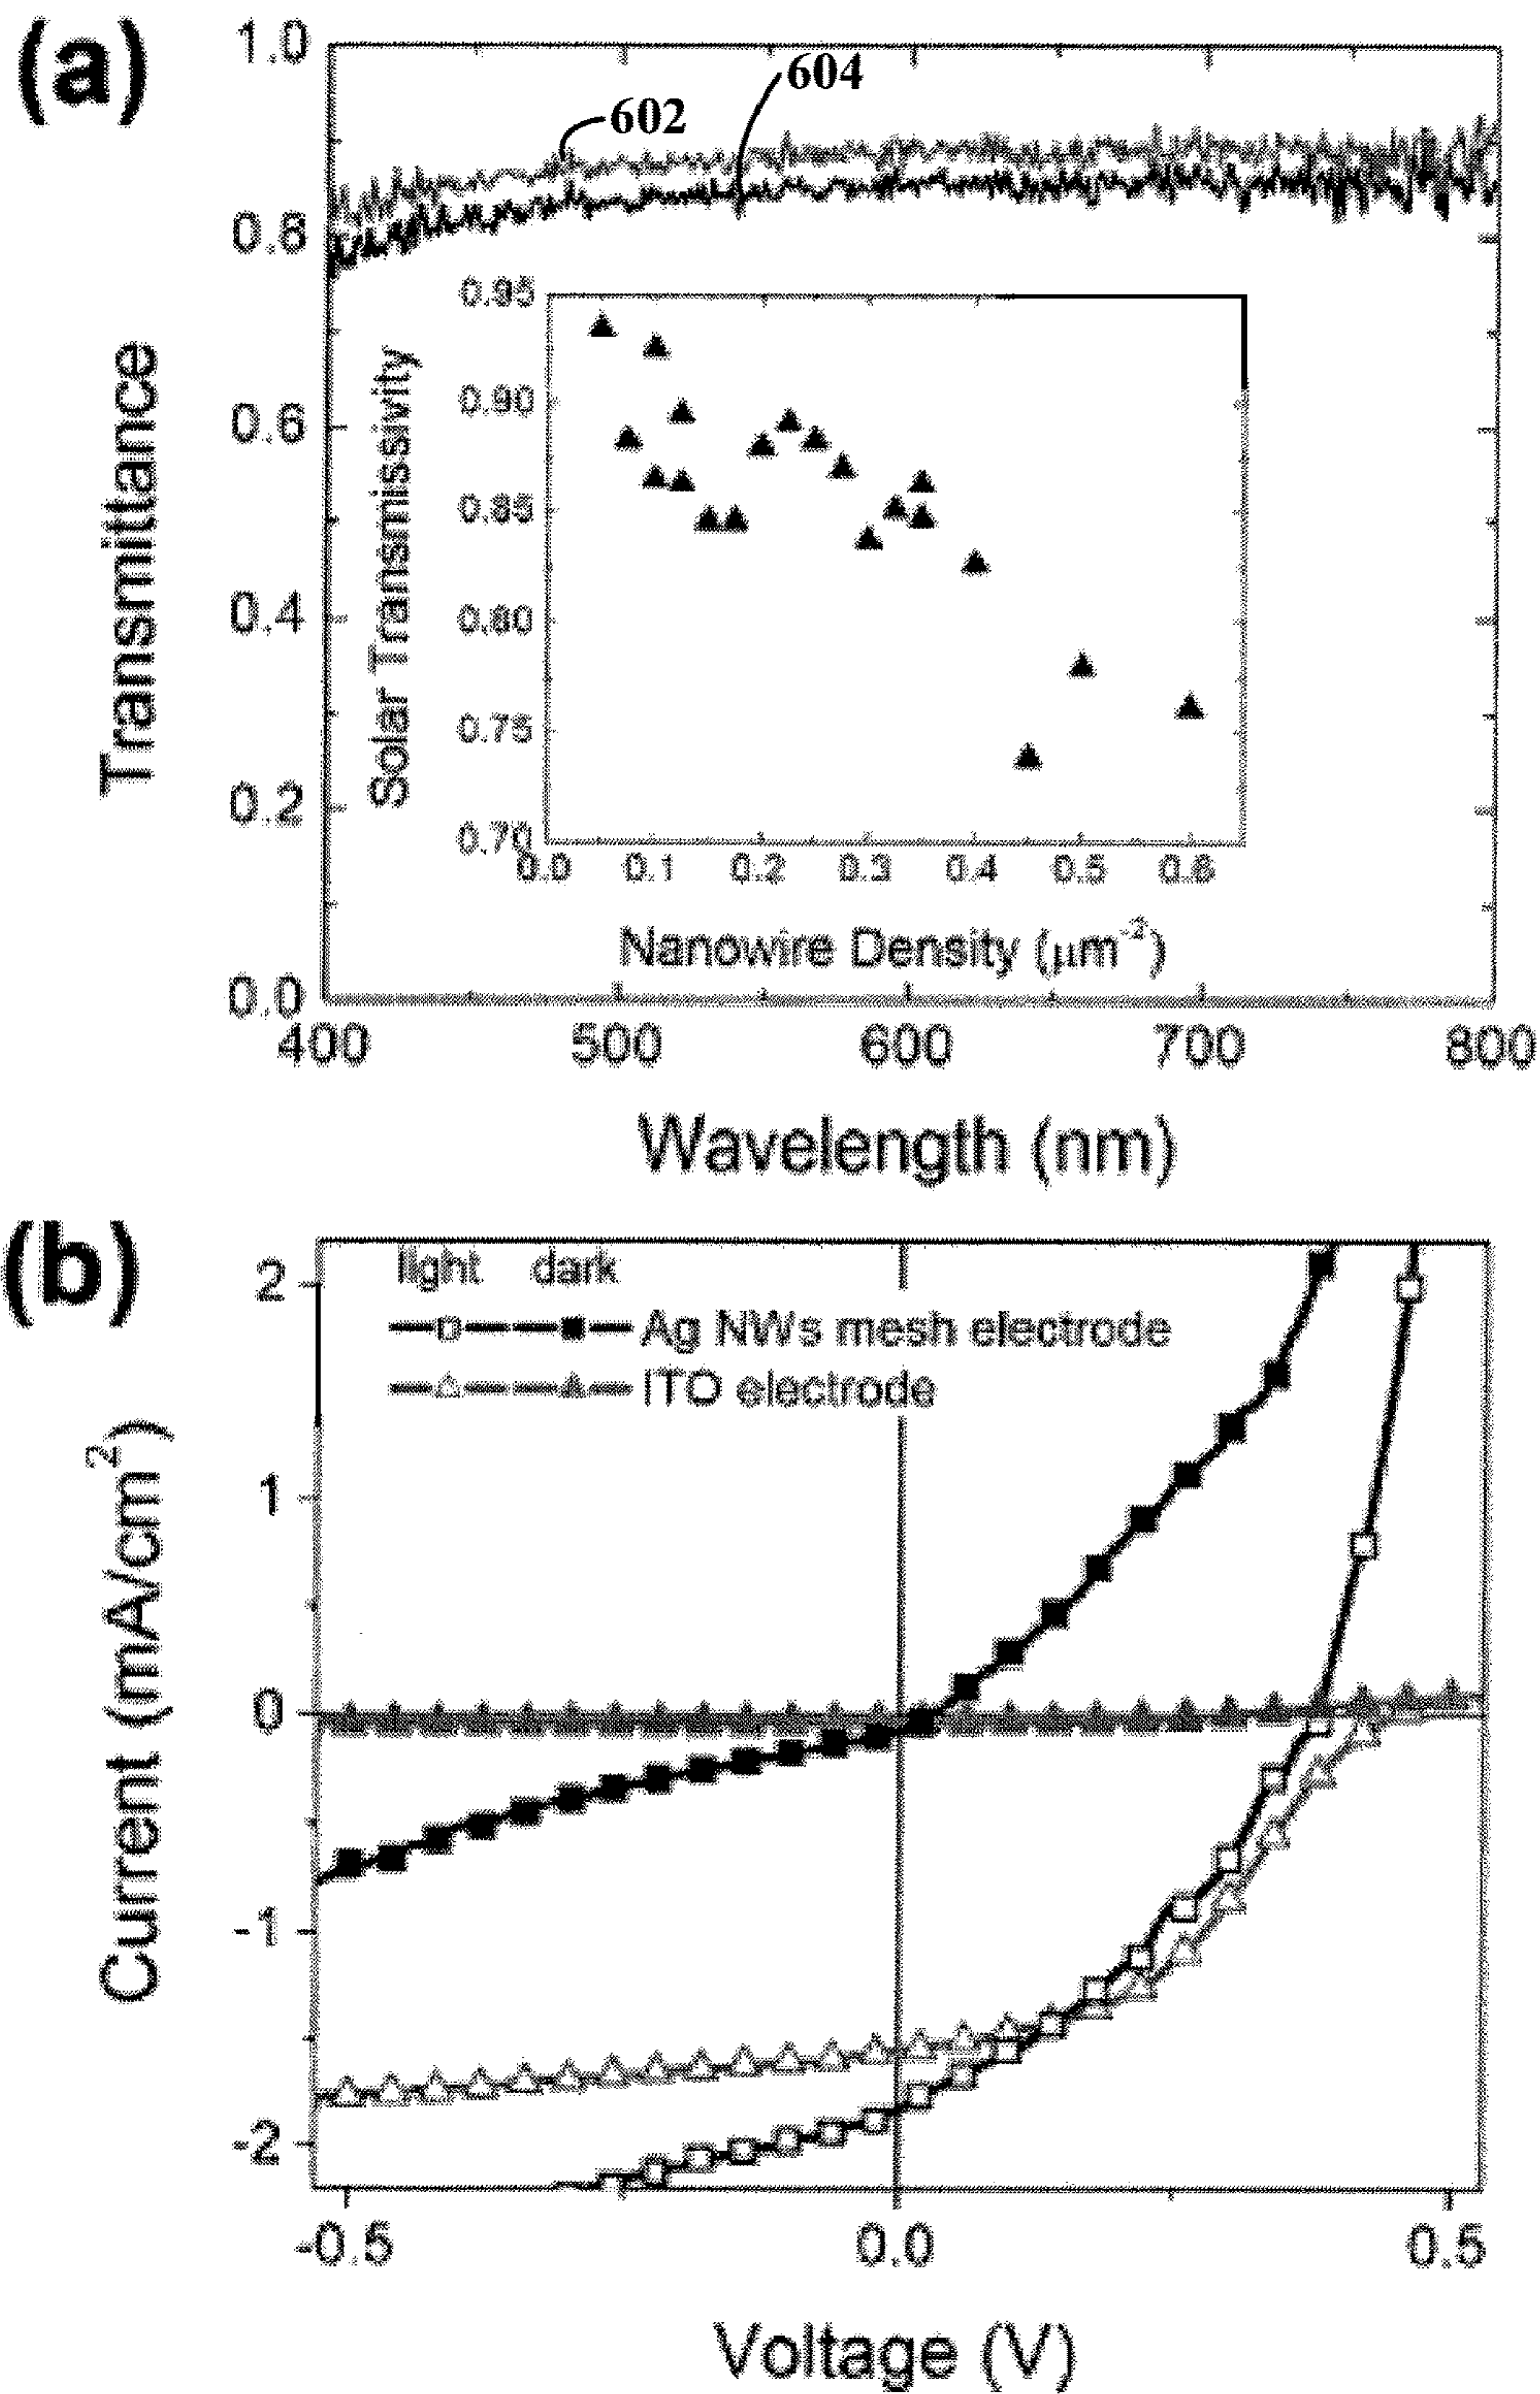 (a)
1.0
604
602
0.8
0.95
0.90
0.6
0.85
0.4
0.80
0.75
0.2
0.70
Transmittance
Solar Transmissivity
0.0 0.1 0.2 0.3 0.4 0.5 0.6
Nanowire Density (μm⁻²)
0.0
400 500 600 700 800
Wavelength (nm)
(b)
light dark
2
Ag NWs mesh electrode
ITO electrode
1
0
-1
-2
Current (mA/cm²)
-0.5 0.0 0.5
Voltage (V)